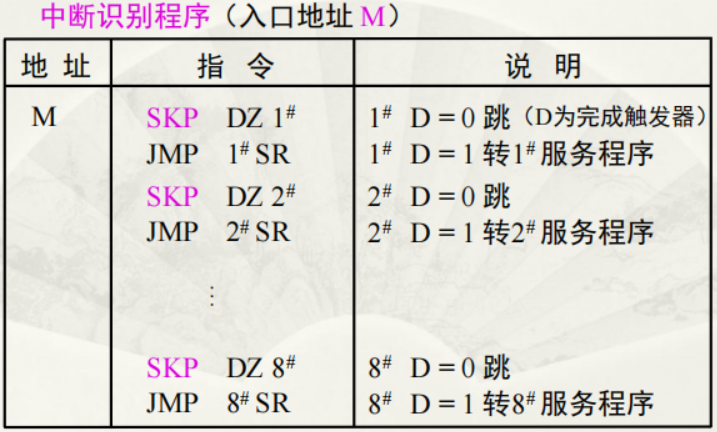 中断识别程序（入口地址 M）
地 址 指 令 说 明
M SKP DZ 1# 1# D = 0 跳（D为完成触发器）
JMP 1# SR 1# D = 1 转1# 服务程序
SKP DZ 2# 2# D = 0 跳
JMP 2# SR 2# D = 1 转2# 服务程序
⋮
SKP DZ 8# 8# D = 0 跳
JMP 8# SR 8# D = 1 转8# 服务程序